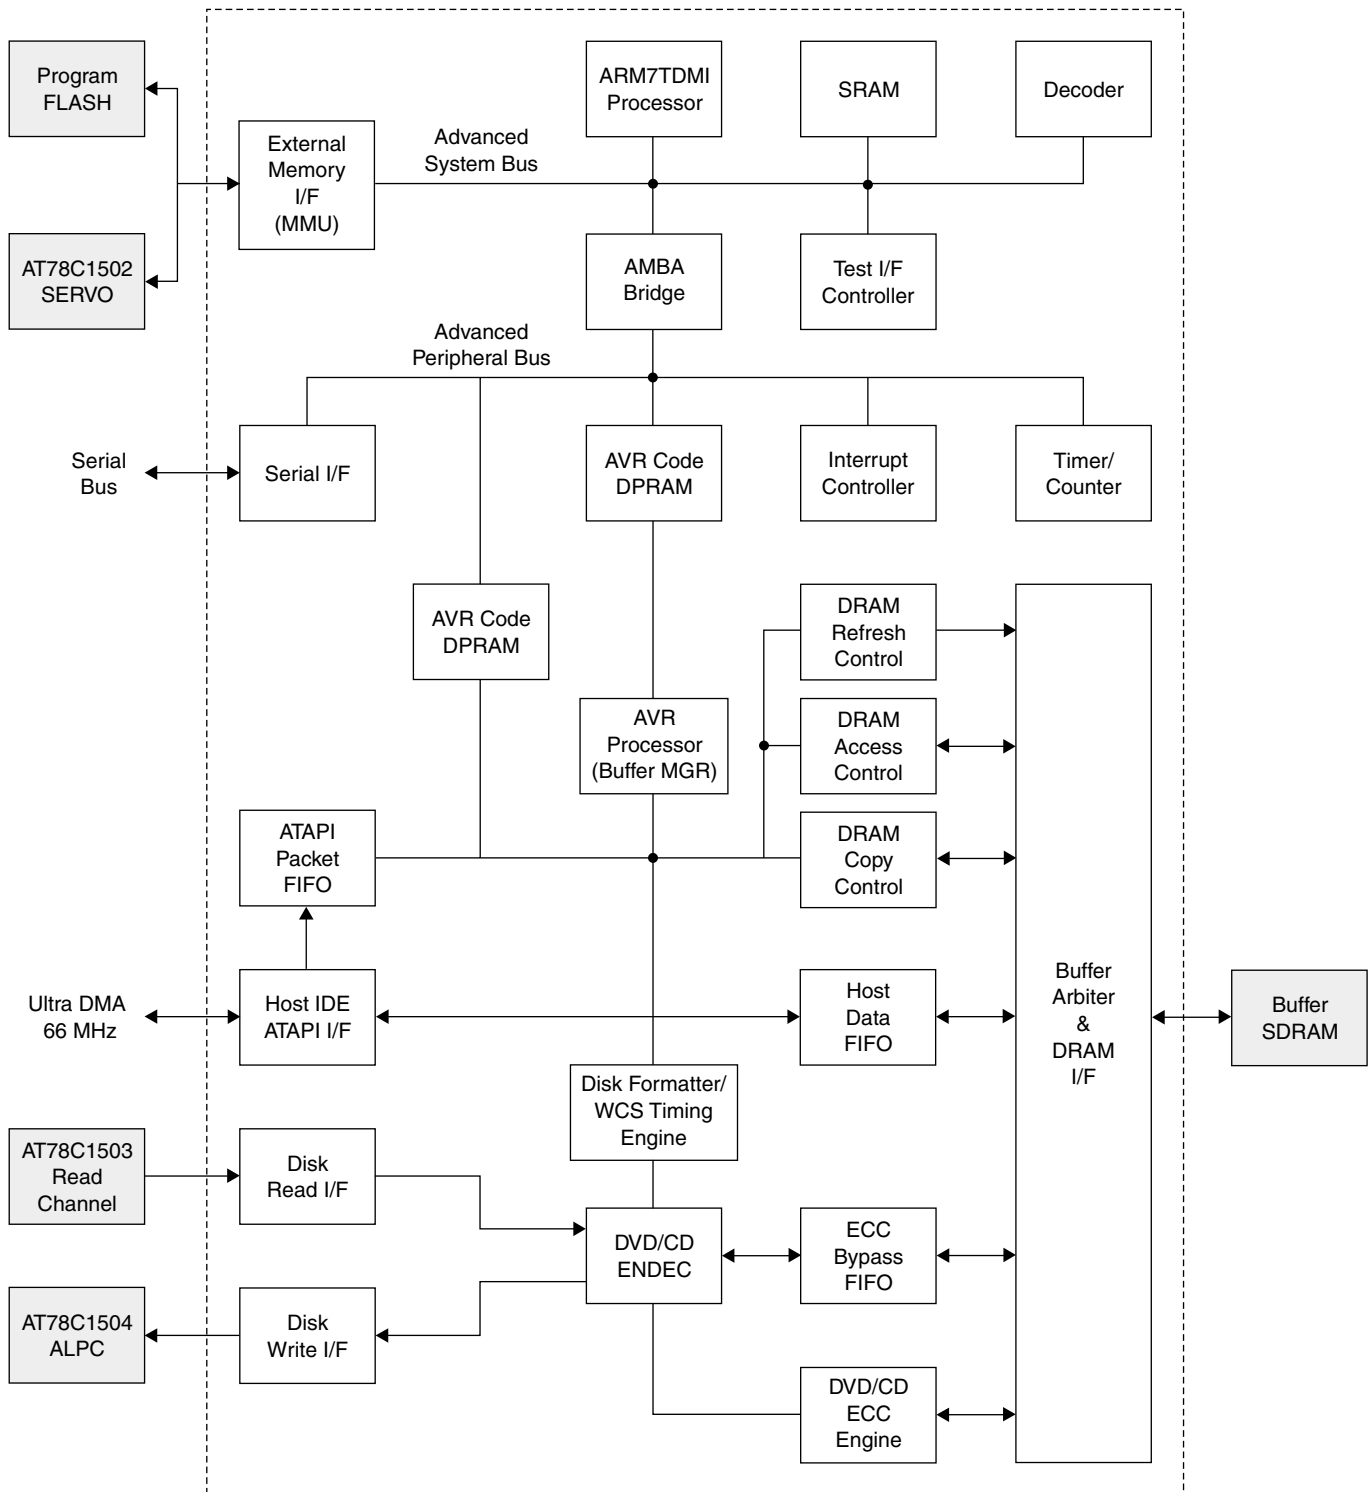 Program
FLASH
ARM7TDMI
Processor
SRAM
Decoder
External
Memory
I/F
(MMU)
Advanced
System Bus
AT78C1502
SERVO
AMBA
Bridge
Test I/F
Controller
Advanced
Peripheral Bus
Serial
Bus
Serial I/F
AVR Code
DPRAM
Interrupt
Controller
Timer/
Counter
AVR Code
DPRAM
DRAM
Refresh
Control
AVR
Processor
(Buffer MGR)
DRAM
Access
Control
ATAPI
Packet
FIFO
DRAM
Copy
Control
Ultra DMA
66 MHz
Host IDE
ATAPI I/F
Host
Data
FIFO
Buffer
Arbiter
&
DRAM
I/F
Buffer
SDRAM
Disk Formatter/
WCS Timing
Engine
AT78C1503
Read
Channel
Disk
Read I/F
DVD/CD
ENDEC
ECC
Bypass
FIFO
AT78C1504
ALPC
Disk
Write I/F
DVD/CD
ECC
Engine